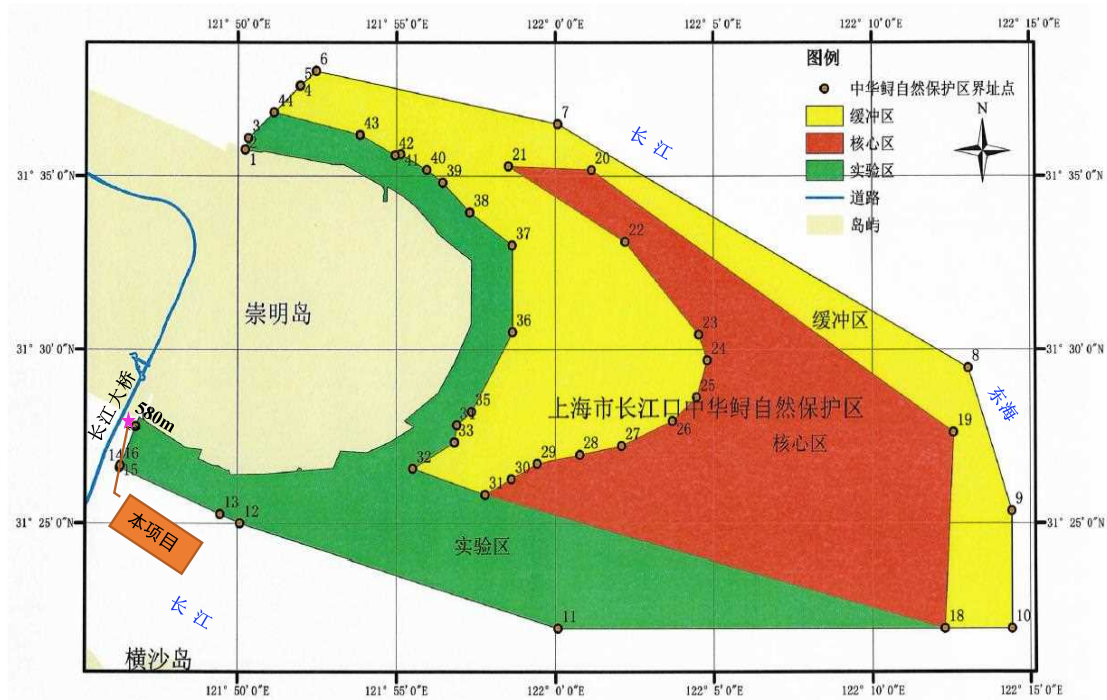 121° 50′ 0″E
121° 55′ 0″E
122° 0′ 0″E
122° 5′ 0″E
122° 10′ 0″E
122° 15′ 0″E
图例
中华鲟自然保护区界址点
缓冲区
核心区
实验区
道路
岛屿
N
6
5
4
44
3
2
1
43
42
41
40
39
38
37
36
35
34
33
32
31
30
29
28
27
26
25
24
23
22
21
20
7
8
19
9
10
18
11
12
13
14
16
15
长江
31° 35′ 0″N
31° 35′ 0″N
崇明岛
缓冲区
31° 30′ 0″N
31° 30′ 0″N
东海
长江大桥
580m
上海市长江口中华鲟自然保护区
核心区
31° 25′ 0″N
31° 25′ 0″N
本项目
实验区
长江
横沙岛
121° 50′ 0″E
121° 55′ 0″E
122° 0′ 0″E
122° 5′ 0″E
122° 10′ 0″E
122° 15′ 0″E